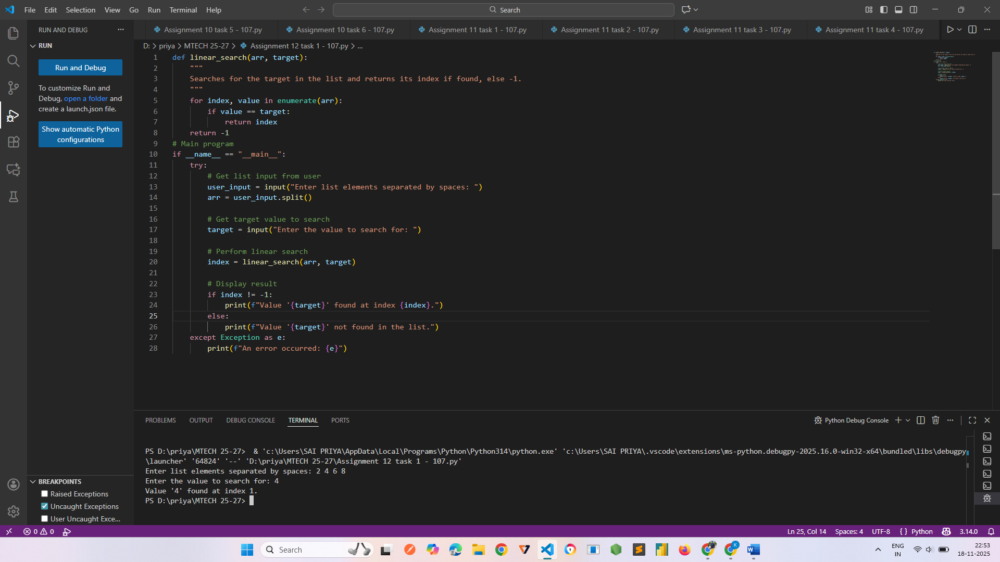 File Edit Selection View Go Run Terminal Help
Search
RUN AND DEBUG
Assignment 10 task 5 - 107.py
Assignment 10 task 6 - 107.py
Assignment 11 task 1 - 107.py
Assignment 11 task 2 - 107.py
Assignment 11 task 3 - 107.py
Assignment 11 task 4 - 107.py
RUN
Run and Debug
To customize Run and
Debug, open a folder and
create a launch.json file.
Show automatic Python
configurations
D: > priya > MTECH 25-27 > Assignment 12 task 1 - 107.py > ...
1 def linear_search(arr, target):
2     """
3     Searches for the target in the list and returns its index if found, else -1.
4     """
5     for index, value in enumerate(arr):
6         if value == target:
7             return index
8     return -1
9 # Main program
10 if __name__ == "__main__":
11     try:
12         # Get list input from user
13         user_input = input("Enter list elements separated by spaces: ")
14         arr = user_input.split()
15
16         # Get target value to search
17         target = input("Enter the value to search for: ")
18
19         # Perform linear search
20         index = linear_search(arr, target)
21
22         # Display result
23         if index != -1:
24             print(f"Value '{target}' found at index {index}.")
25         else:
26             print(f"Value '{target}' not found in the list.")
27     except Exception as e:
28         print(f"An error occurred: {e}")
PROBLEMS OUTPUT DEBUG CONSOLE TERMINAL PORTS
Python Debug Console
PS D:\priya\MTECH 25-27>  & 'c:\Users\SAI PRIYA\AppData\Local\Programs\Python\Python314\python.exe' 'c:\Users\SAI PRIYA\.vscode\extensions\ms-python.debugpy-2025.16.0-win32-x64\bundled\libs\debugpy
\launcher' '64824' '--' 'D:\priya\MTECH 25-27\Assignment 12 task 1 - 107.py'
Enter list elements separated by spaces: 2 4 6 8
Enter the value to search for: 4
Value '4' found at index 1.
PS D:\priya\MTECH 25-27>
BREAKPOINTS
Raised Exceptions
Uncaught Exceptions
User Uncaught Exce...
0 0
Ln 25, Col 14 Spaces: 4 UTF-8 { } Python 3.14.0
Search
K
ENG
IN
22:53
18-11-2025